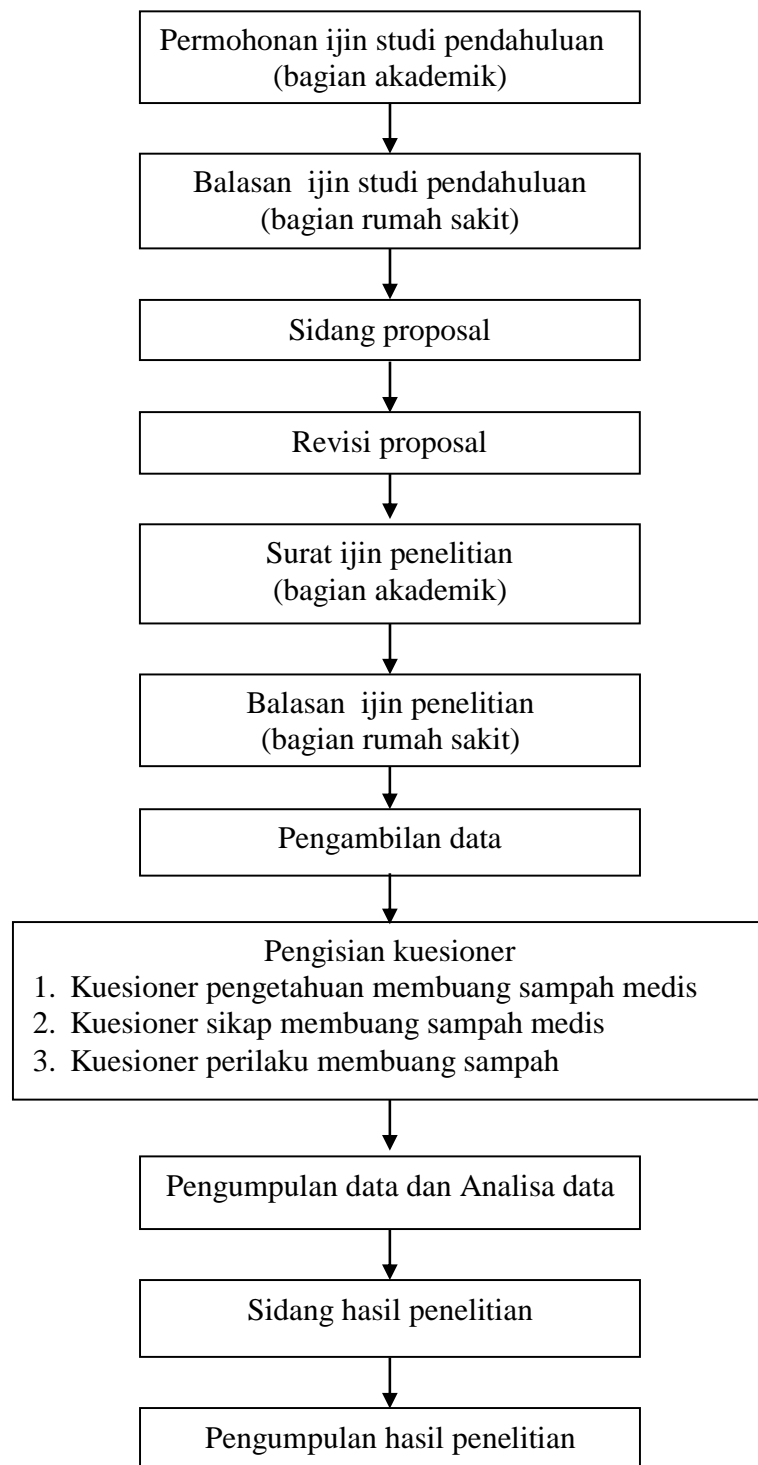 Permohonan ijin studi pendahuluan
(bagian akademik)
Balasan ijin studi pendahuluan
(bagian rumah sakit)
Sidang proposal
Revisi proposal
Surat ijin penelitian
(bagian akademik)
Balasan ijin penelitian
(bagian rumah sakit)
Pengambilan data
Pengisian kuesioner
1. Kuesioner pengetahuan membuang sampah medis
2. Kuesioner sikap membuang sampah medis
3. Kuesioner perilaku membuang sampah
Pengumpulan data dan Analisa data
Sidang hasil penelitian
Pengumpulan hasil penelitian